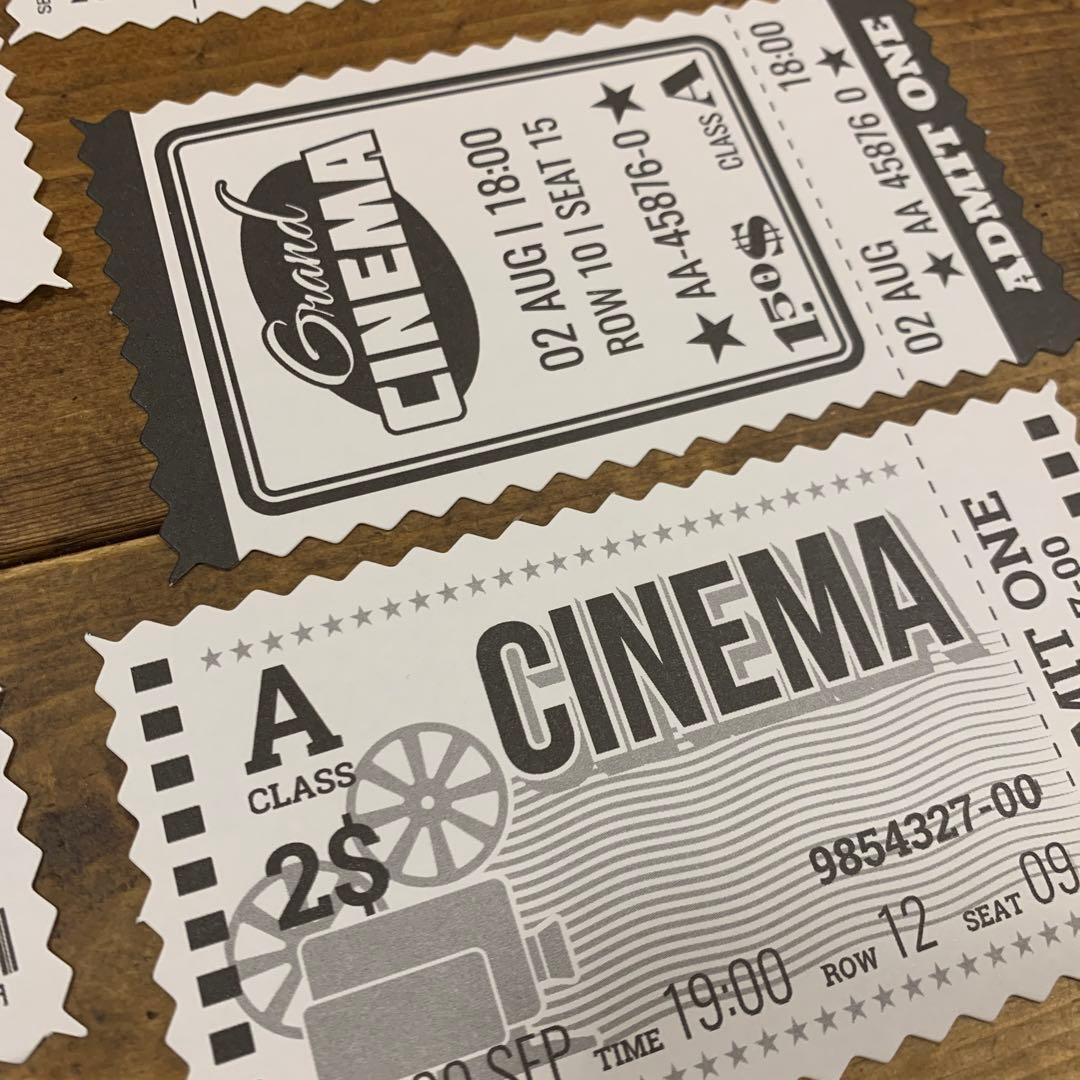 Grand
CINEMA
02 AUG | 18:00
ROW 10 | SEAT 15
★ AA-45876-0 ★
1.50$ CLASS A
02 AUG 18:00
★ AA 45876 0 ★
ADMIT ONE
A
CLASS
2$
CINEMA
9854327-00
SEP TIME 19:00 ROW 12 SEAT 09
ONE